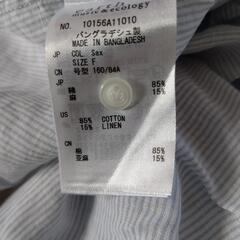 music & ecology
NO. 10156A11010
バングラデシュ製
MADE IN BANGLADESH
JP COL. Sax
SIZE F
CN 号型 160/84A
JP
綿 85%
麻 15%
US
85% COTTON
15% LINEN
CN
棉 85%
亚麻 15%